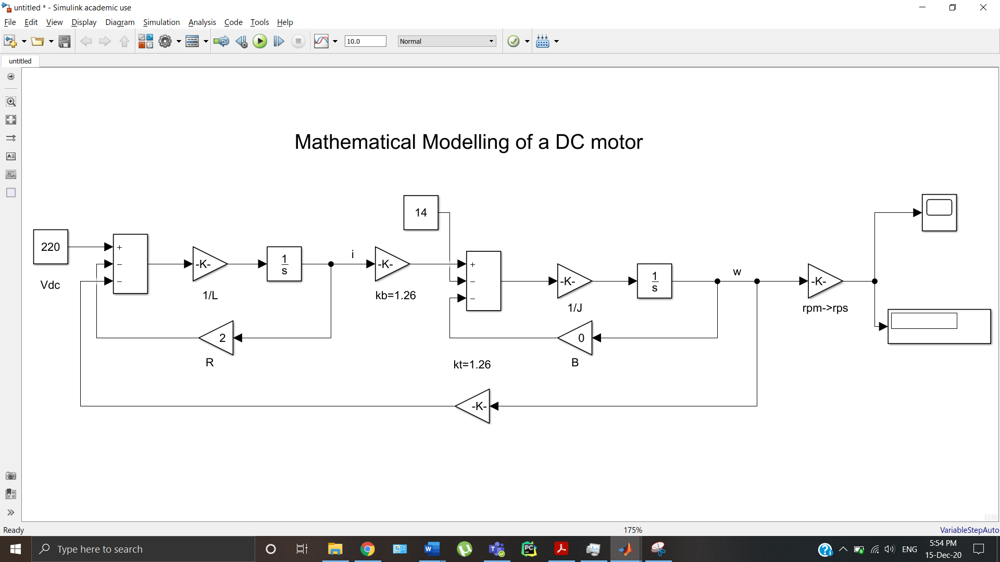 untitled * - Simulink academic use
File Edit View Display Diagram Simulation Analysis Code Tools Help
10.0 Normal
untitled
Mathematical Modelling of a DC motor
14
220
+
−
−
-K-
1
s
i
-K-
+
−
−
-K-
1
s
w
-K-
Vdc
1/L
kb=1.26
1/J
rpm->rps
2
0
R
kt=1.26
B
-K-
Ready 175% VariableStepAuto
Type here to search
ENG
5:54 PM
15-Dec-20